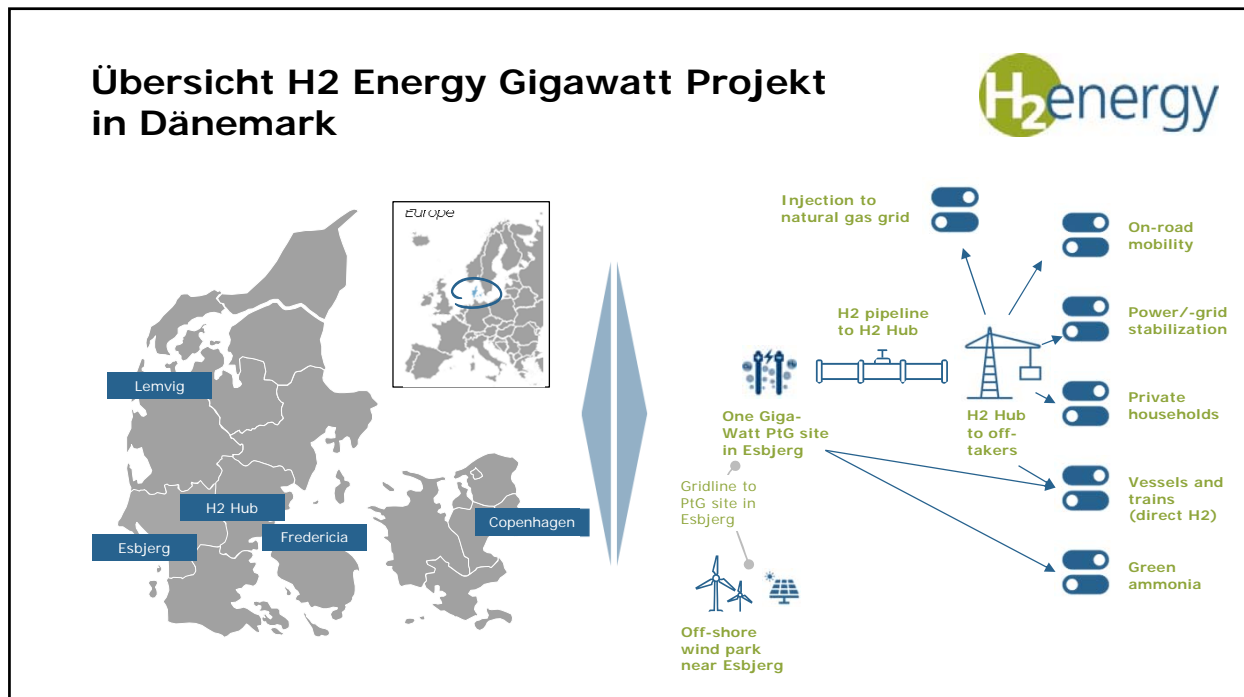 Übersicht H2 Energy Gigawatt Projekt
in Dänemark
H2energy
Europe
Lemvig
H2 Hub
Esbjerg
Fredericia
Copenhagen
Injection to
natural gas grid
On-road
mobility
H2 pipeline
to H2 Hub
Power/-grid
stabilization
One Giga-
Watt PtG site
in Esbjerg
H2 Hub
to off-
takers
Private
households
Gridline to
PtG site in
Esbjerg
Vessels and
trains
(direct H2)
Green
ammonia
Off-shore
wind park
near Esbjerg